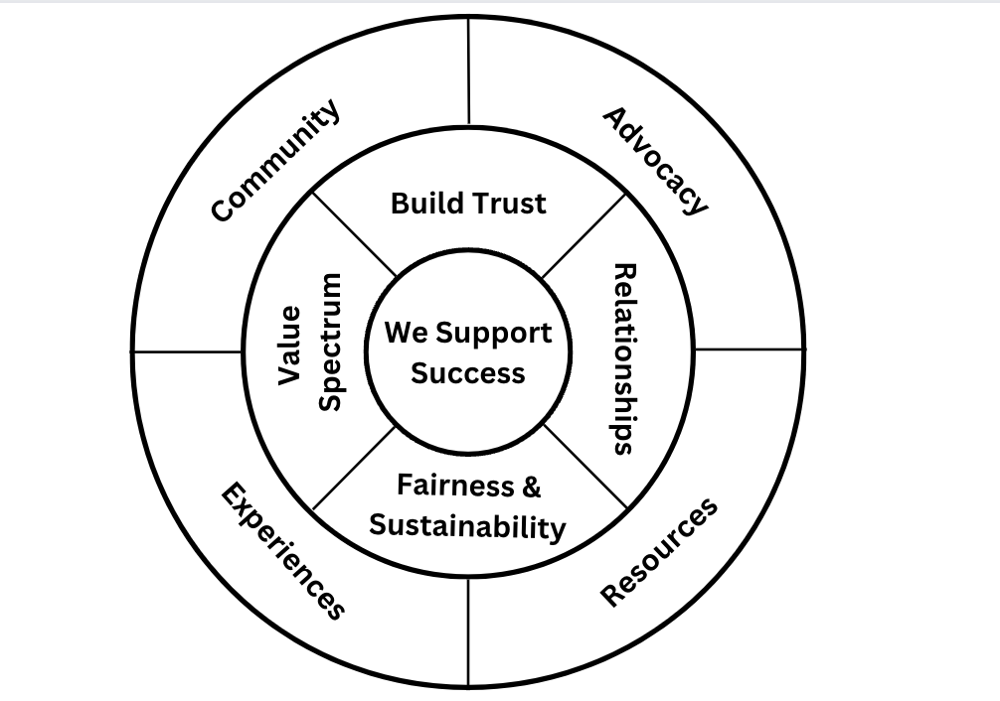 Community
Advocacy
Build Trust
Value
Spectrum
Relationships
We Support
Success
Fairness &
Sustainability
Experiences
Resources